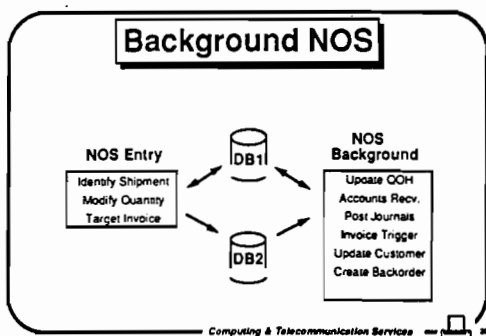 Background NOS
NOS Entry
Identify Shipment
Modify Quantity
Target Invoice
DB1
DB2
NOS
Background
Update QOH
Accounts Recv.
Post Journals
Invoice Trigger
Update Customer
Create Backorder
Computing & Telecommunication Services